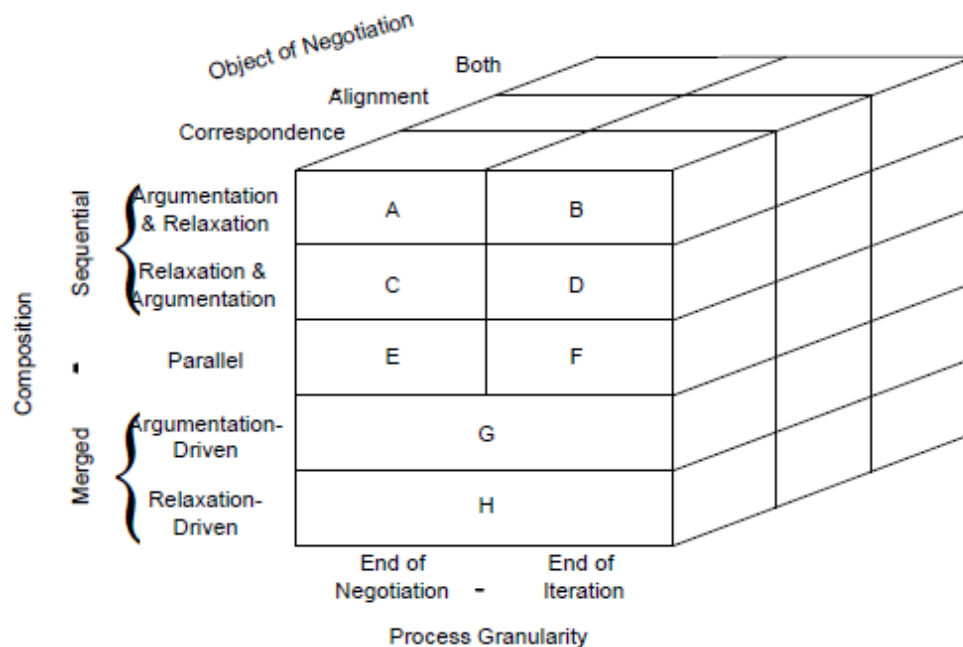 Object of Negotiation
Both
Alignment
Correspondence
Composition
Sequential
-
Merged
Argumentation
& Relaxation
Relaxation &
Argumentation
Parallel
Argumentation-
Driven
Relaxation-
Driven
A
B
C
D
E
F
G
H
End of
Negotiation
-
End of
Iteration
Process Granularity